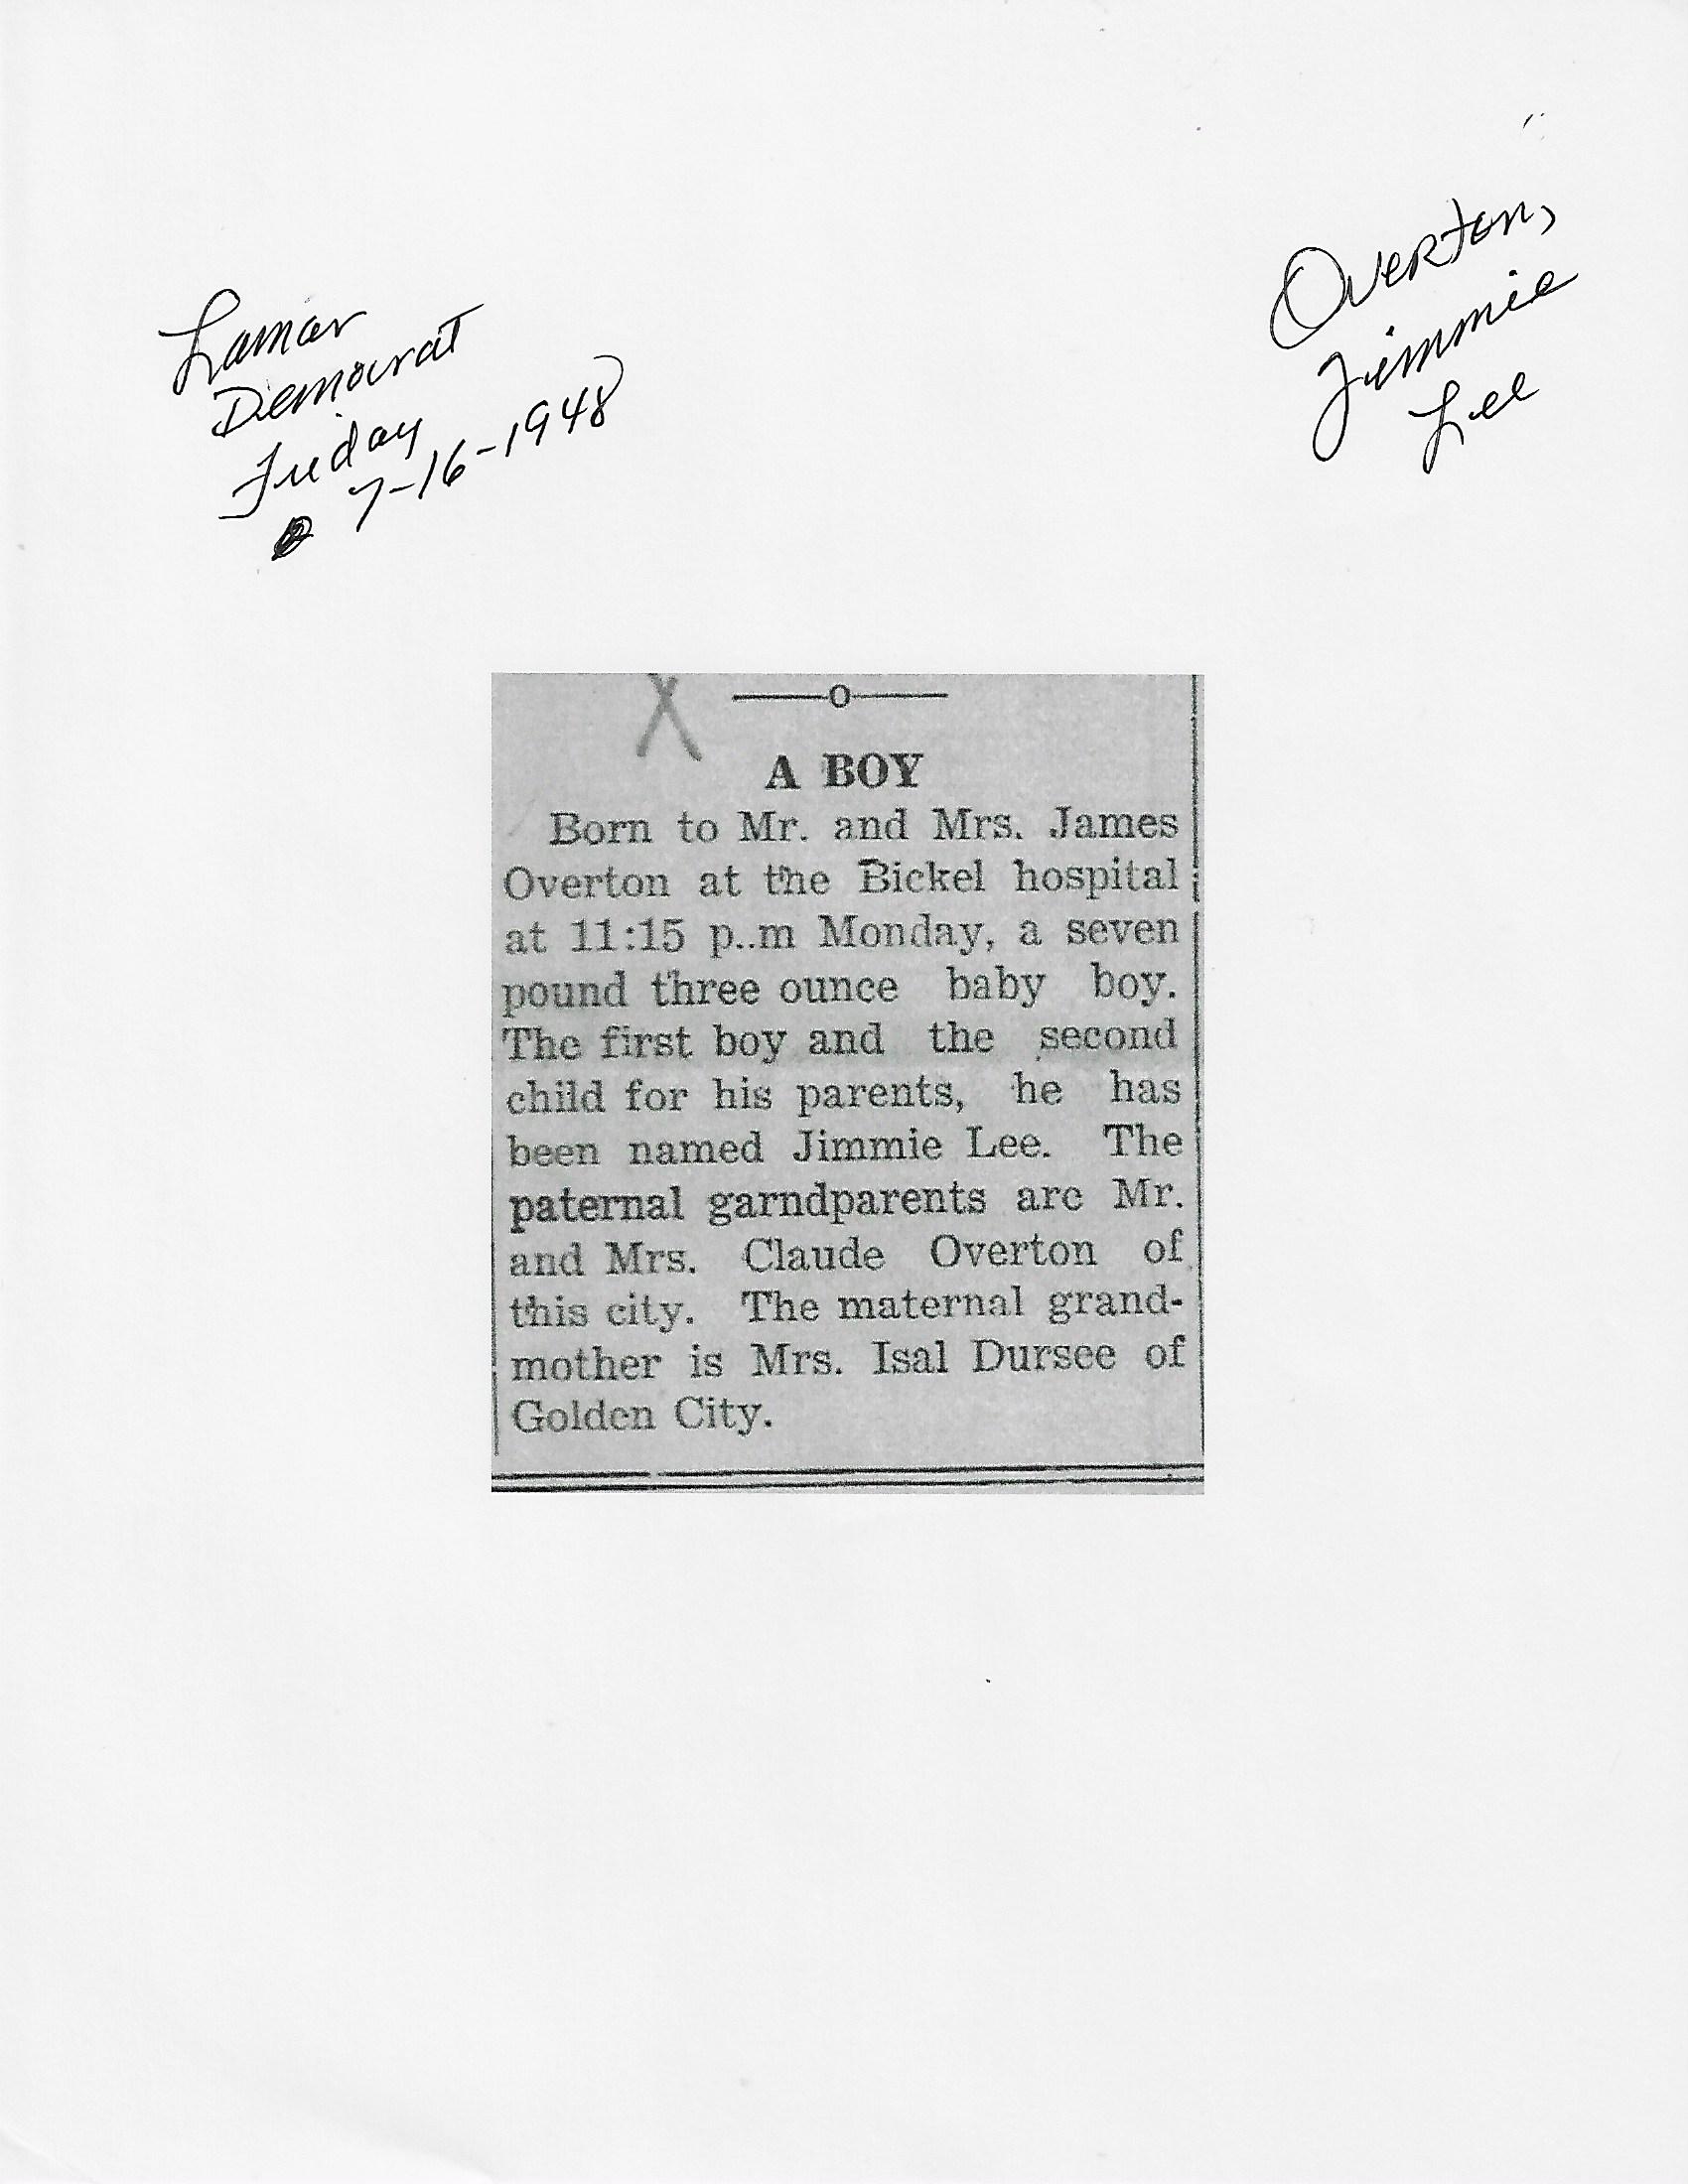 Lamar
Democrat
Friday
7-16-1948
Overton,
Jimmie
Lee
X
o
A BOY
Born to Mr. and Mrs. James
Overton at the Bickel hospital
at 11:15 p..m Monday, a seven
pound three ounce baby boy.
The first boy and the second
child for his parents, he has
been named Jimmie Lee. The
paternal garndparents are Mr.
and Mrs. Claude Overton of
this city. The maternal grand-
mother is Mrs. Isal Dursee of
Golden City.